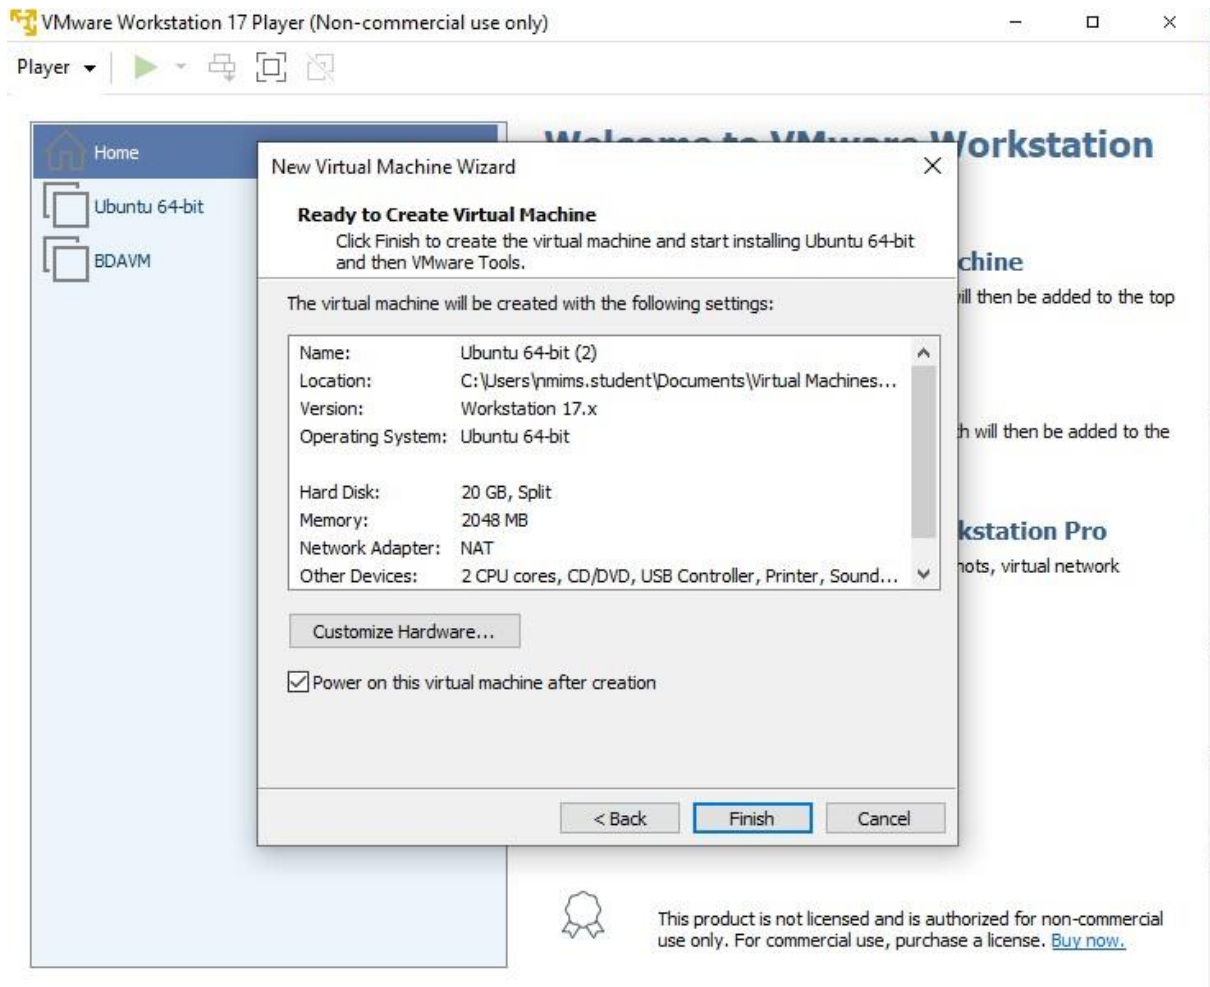 VMware Workstation 17 Player (Non-commercial use only)
Player
Home
Ubuntu 64-bit
BDAVM
Welcome to VMware Workstation
chine
ill then be added to the top
h will then be added to the
kstation Pro
nots, virtual network
New Virtual Machine Wizard
Ready to Create Virtual Machine
Click Finish to create the virtual machine and start installing Ubuntu 64-bit
and then VMware Tools.
The virtual machine will be created with the following settings:
Name: Ubuntu 64-bit (2)
Location: C:\Users\nmims.student\Documents\Virtual Machines...
Version: Workstation 17.x
Operating System: Ubuntu 64-bit
Hard Disk: 20 GB, Split
Memory: 2048 MB
Network Adapter: NAT
Other Devices: 2 CPU cores, CD/DVD, USB Controller, Printer, Sound...
Customize Hardware...
Power on this virtual machine after creation
< Back
Finish
Cancel
This product is not licensed and is authorized for non-commercial
use only. For commercial use, purchase a license. Buy now.